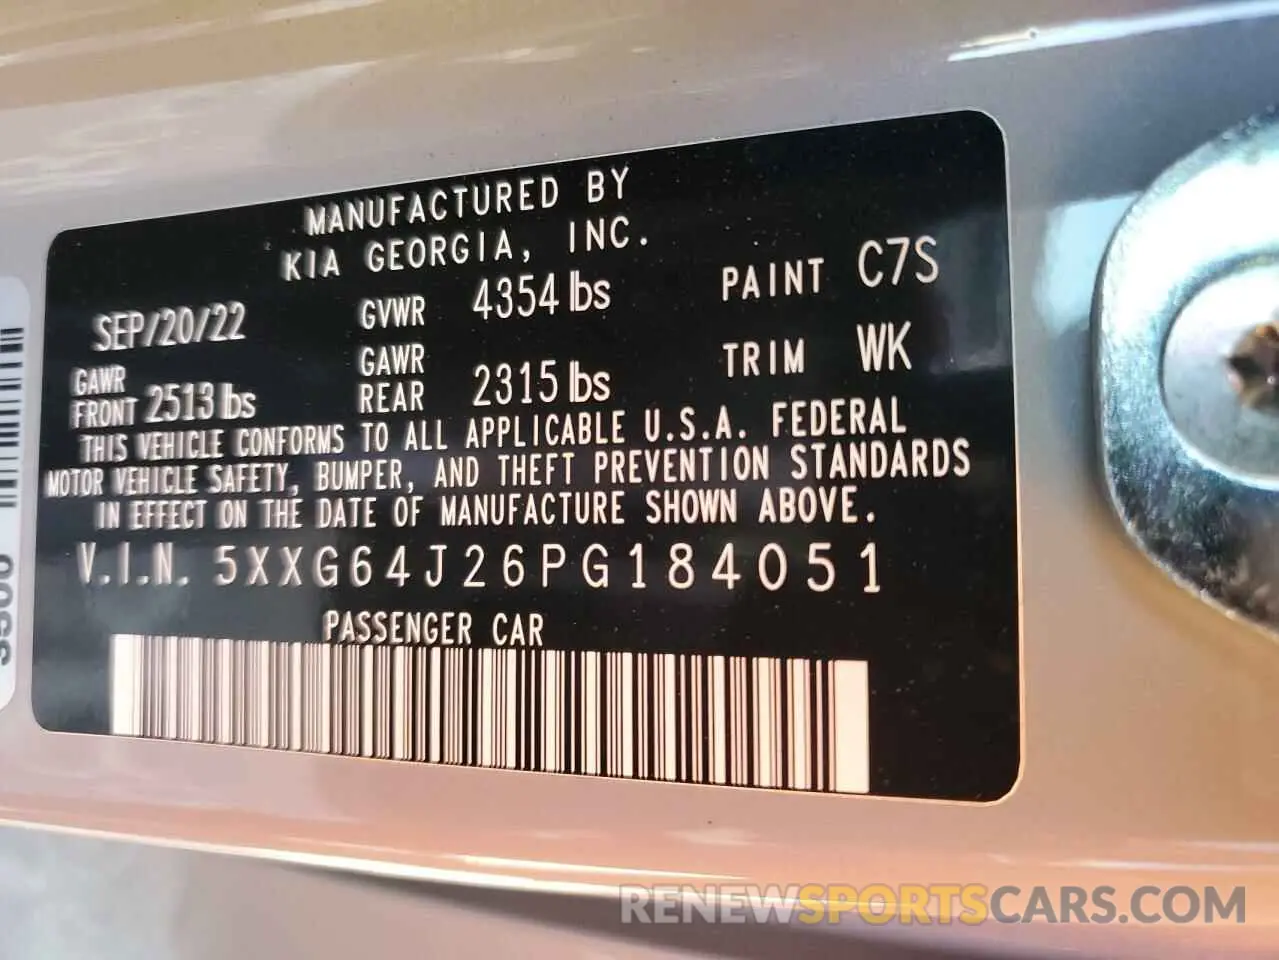 MANUFACTURED BY
KIA GEORGIA, INC.
SEP/20/22 GVWR 4354 lbs PAINT C7S
GAWR FRONT 2513 lbs GAWR REAR 2315 lbs TRIM WK
THIS VEHICLE CONFORMS TO ALL APPLICABLE U.S.A. FEDERAL
MOTOR VEHICLE SAFETY, BUMPER, AND THEFT PREVENTION STANDARDS
IN EFFECT ON THE DATE OF MANUFACTURE SHOWN ABOVE.
V.I.N. 5XXG64J26PG184051
PASSENGER CAR
RENEWSPORTSCARS.COM